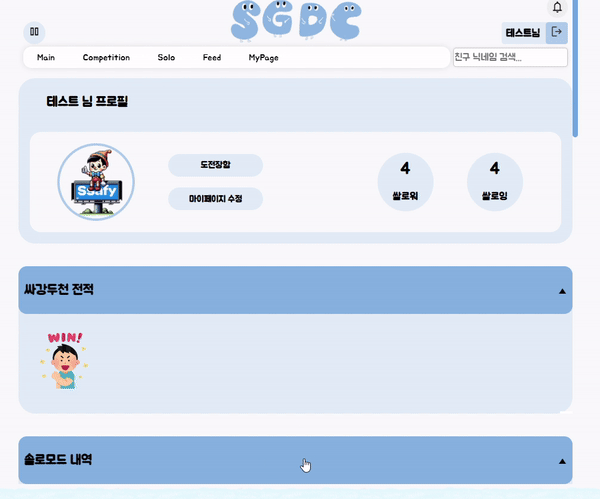 SGDC
테스트님
Main Competition Solo Feed MyPage
친구 닉네임 검색...
테스트 님 프로필
Ssafy
도전장함
마이페이지 수정
4
쌀로워
4
쌀로잉
싸강두천 전적
WIN!
솔로모드 내역